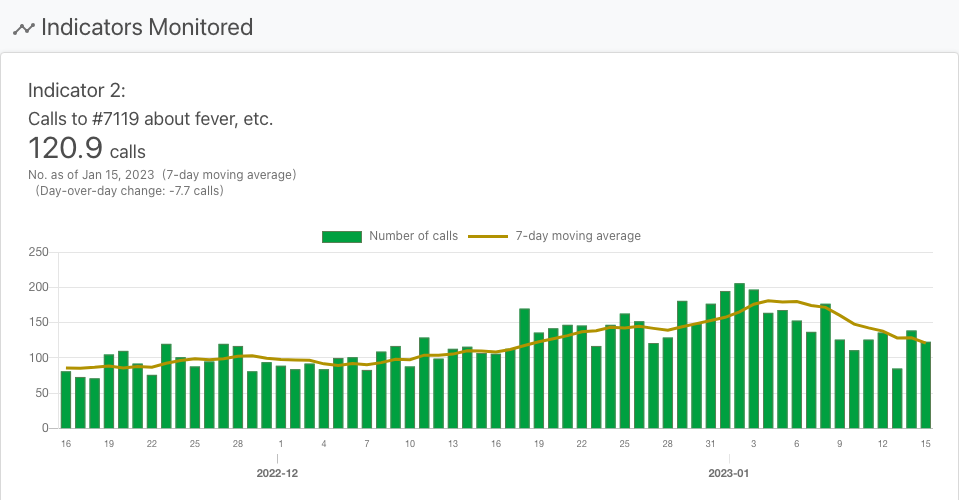 Indicators Monitored
Indicator 2:
Calls to #7119 about fever, etc.
120.9 calls
No. as of Jan 15, 2023 (7-day moving average)
(Day-over-day change: -7.7 calls)
Number of calls 7-day moving average
250
200
150
100
50
0
16 19 22 25 28 1 4 7 10 13 16 19 22 25 28 31 3 6 9 12 15
2022-12 2023-01